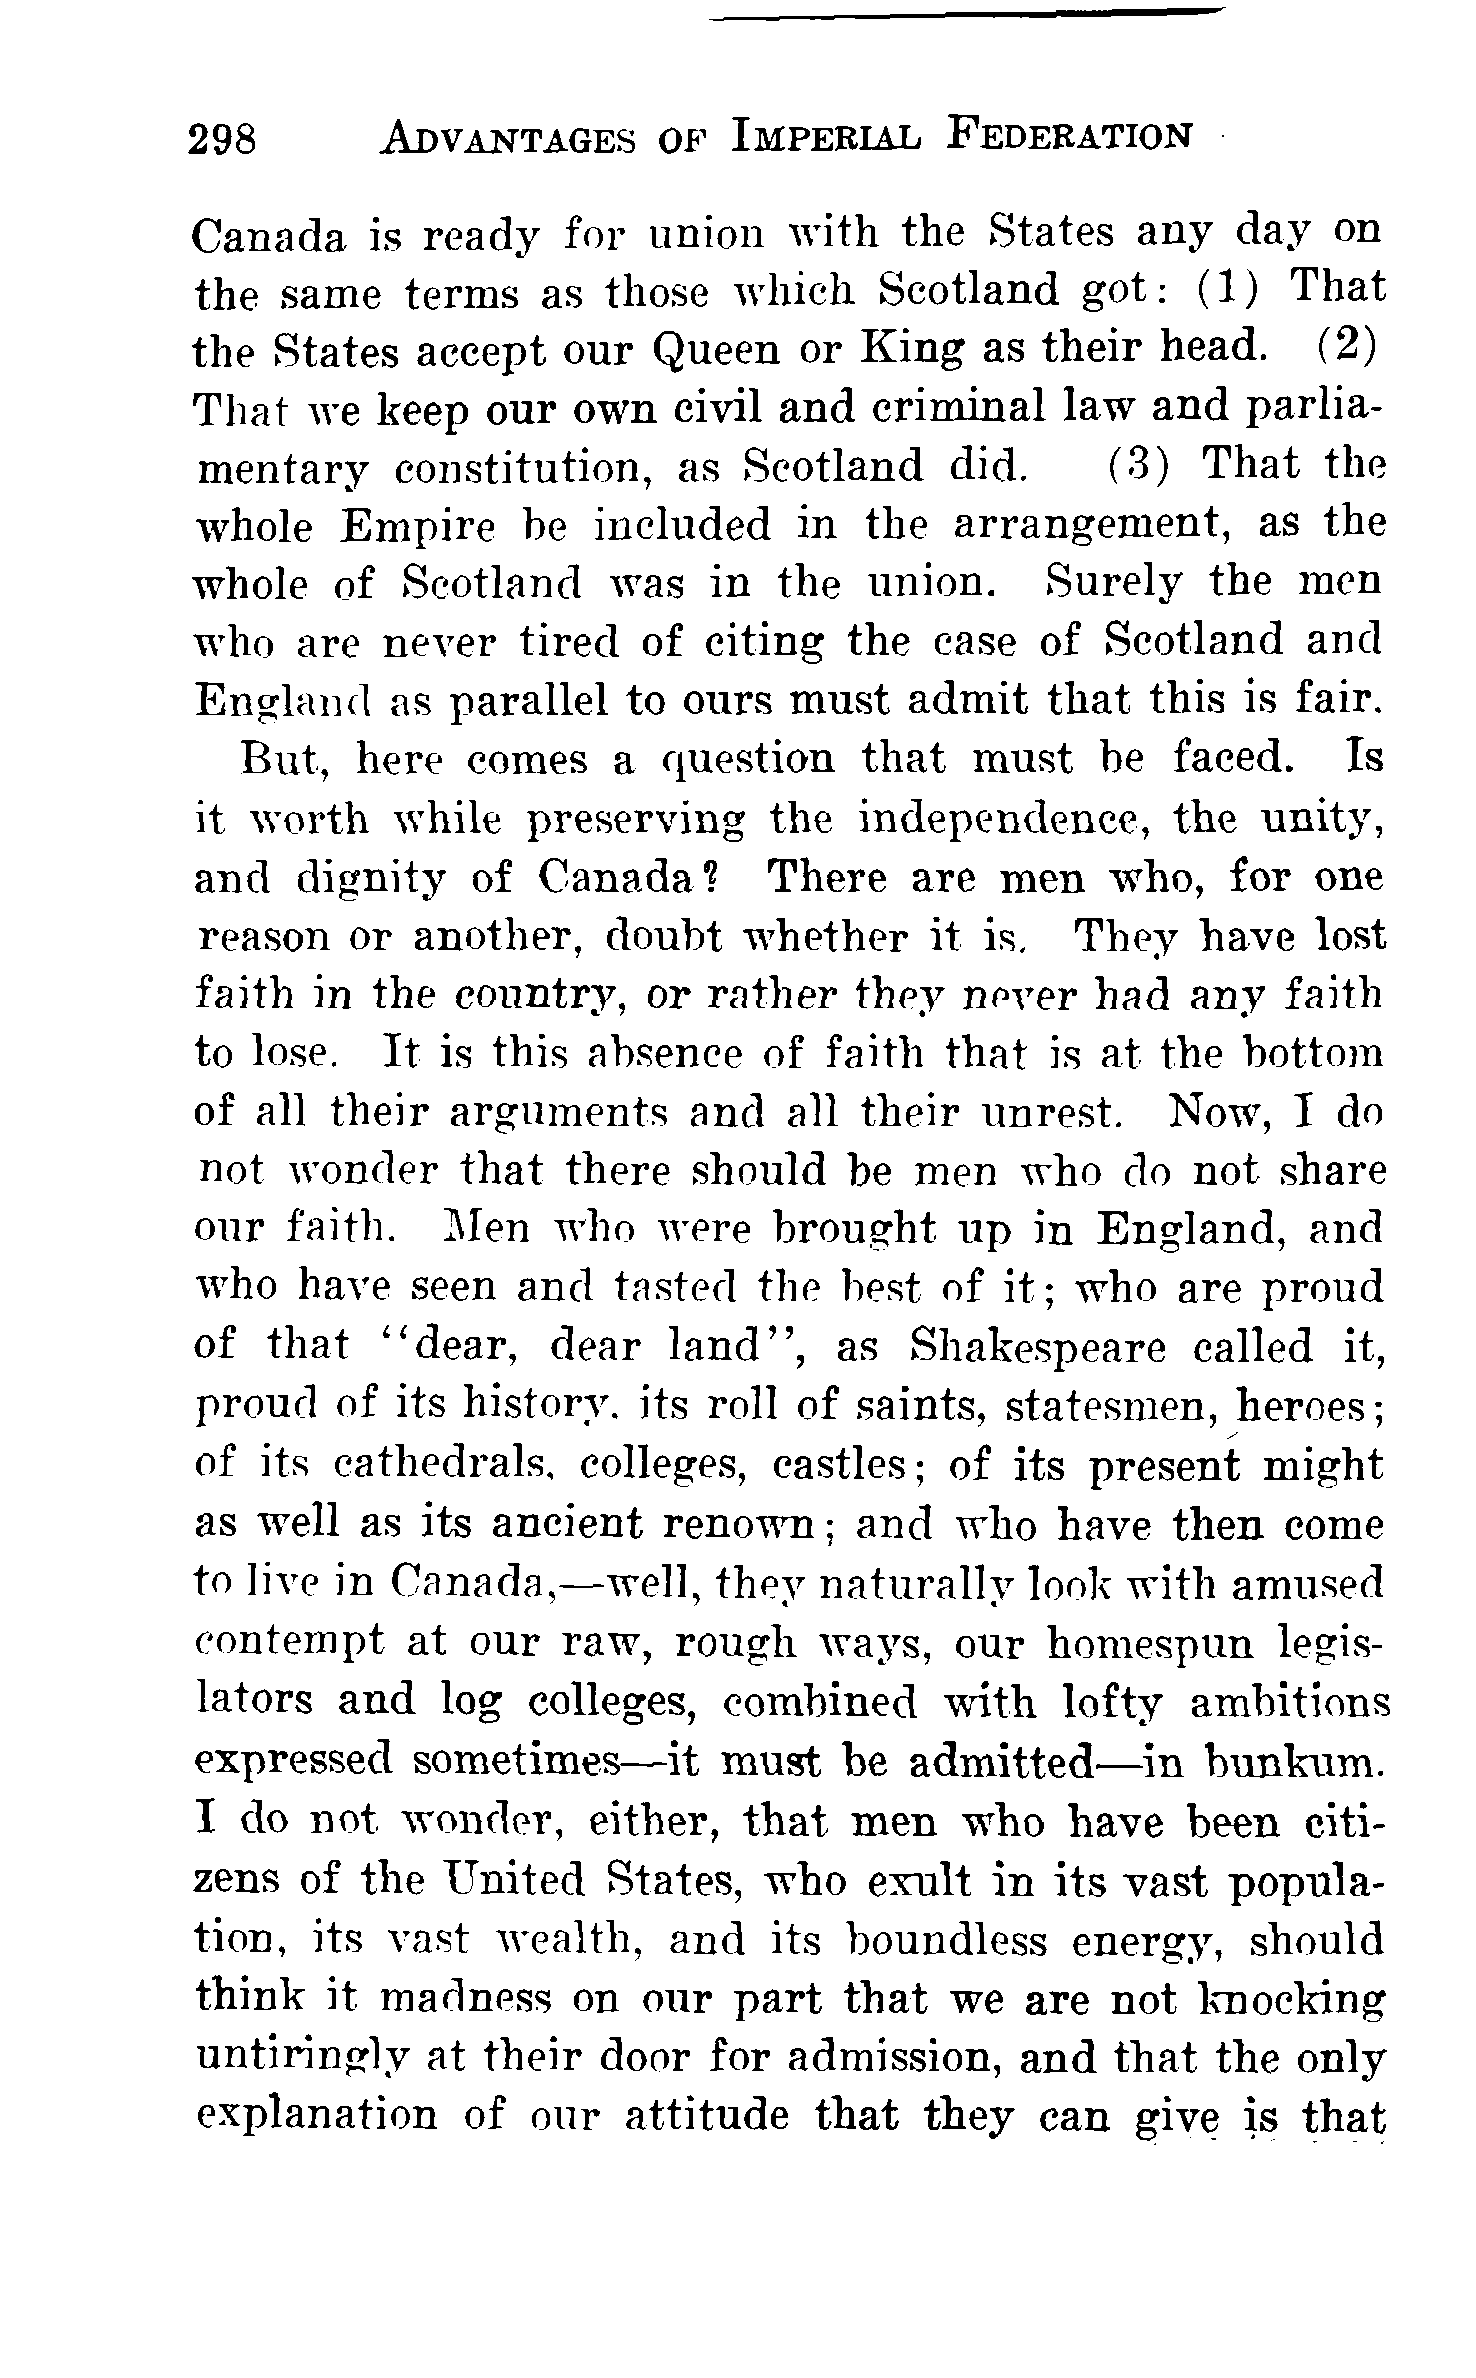 298 ADVANTAGES OF IMPERIAL FEDERATION
Canada is ready for union with the States any day on
the same terms as those which Scotland got: (1) That
the States accept our Queen or King as their head. (2)
That we keep our own civil and criminal law and parlia-
mentary constitution, as Scotland did. (3) That the
whole Empire be included in the arrangement, as the
whole of Scotland was in the union. Surely the men
who are never tired of citing the case of Scotland and
England as parallel to ours must admit that this is fair.
But, here comes a question that must be faced. Is
it worth while preserving the independence, the unity,
and dignity of Canada? There are men who, for one
reason or another, doubt whether it is. They have lost
faith in the country, or rather they never had any faith
to lose. It is this absence of faith that is at the bottom
of all their arguments and all their unrest. Now, I do
not wonder that there should be men who do not share
our faith. Men who were brought up in England, and
who have seen and tasted the best of it; who are proud
of that "dear, dear land", as Shakespeare called it,
proud of its history. its roll of saints, statesmen, heroes;
of its cathedrals, colleges, castles; of its present might
as well as its ancient renown; and who have then come
to live in Canada,—well, they naturally look with amused
contempt at our raw, rough ways, our homespun legis-
lators and log colleges, combined with lofty ambitions
expressed sometimes—it must be admitted—in bunkum.
I do not wonder, either, that men who have been citi-
zens of the United States, who exult in its vast popula-
tion, its vast wealth, and its boundless energy, should
think it madness on our part that we are not knocking
untiringly at their door for admission, and that the only
explanation of our attitude that they can give is that